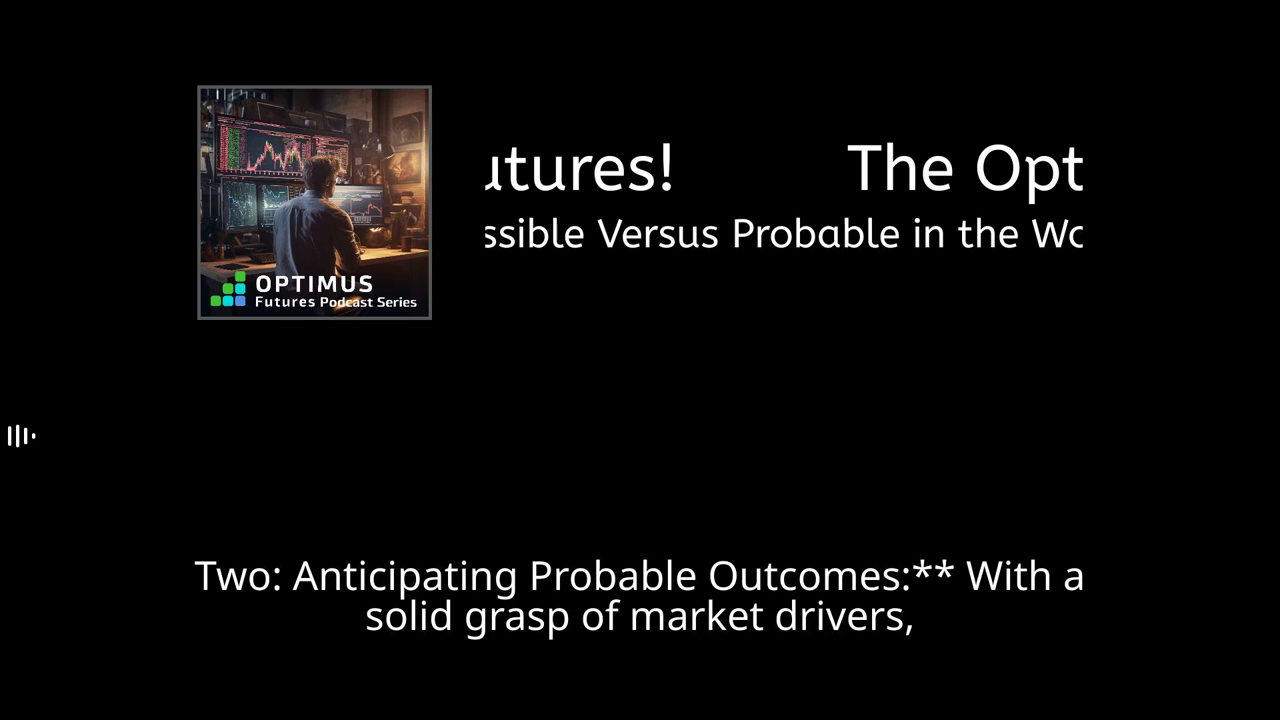 OPTIMUS
Futures Podcast Series
utures! The Opt
ssible Versus Probable in the Wo
Two: Anticipating Probable Outcomes:** With a
solid grasp of market drivers,